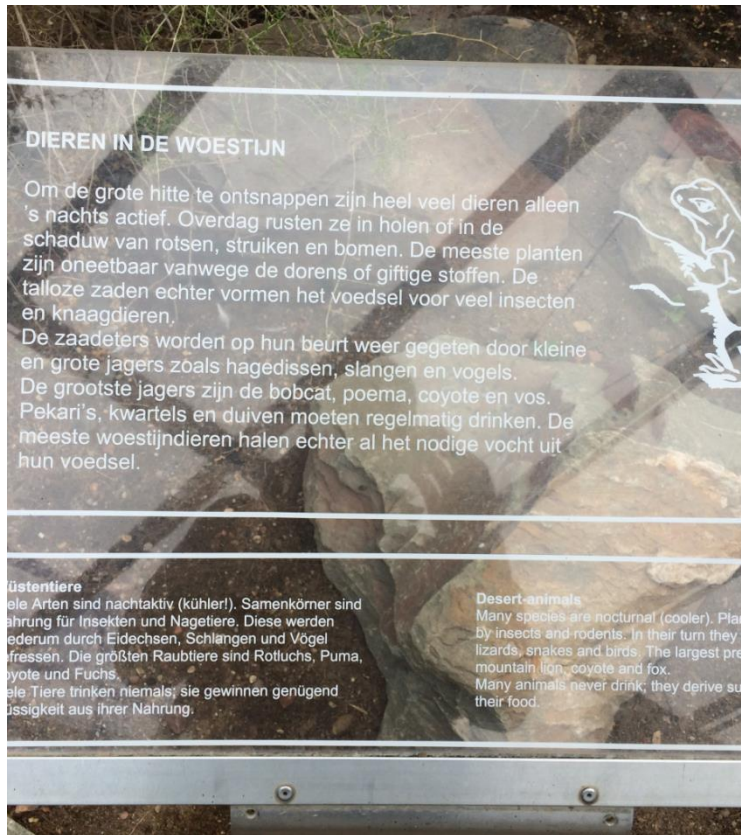 DIEREN IN DE WOESTIJN
Om de grote hitte te ontsnappen zijn heel veel dieren alleen
's nachts actief. Overdag rusten ze in holen of in de
schaduw van rotsen, struiken en bomen. De meeste planten
zijn oneetbaar vanwege de dorens of giftige stoffen. De
talloze zaden echter vormen het voedsel voor veel insecten
en knaagdieren.
De zaadeters worden op hun beurt weer gegeten door kleine
en grote jagers zoals hagedissen, slangen en vogels.
De grootste jagers zijn de bobcat, poema, coyote en vos.
Pekari's, kwartels en duiven moeten regelmatig drinken. De
meeste woestijndieren halen echter al het nodige vocht uit
hun voedsel.
üstentiere
ele Arten sind nachtaktiv (kühler!). Samenkörner sind
ahrung für Insekten und Nagetiere. Diese werden
ederum durch Eidechsen, Schlangen und Vögel
fressen. Die größten Raubtiere sind Rotluchs, Puma,
oyote und Fuchs.
ele Tiere trinken niemals; sie gewinnen genügend
üssigkeit aus ihrer Nahrung.
Desert-animals
Many species are nocturnal (cooler). Pla
by insects and rodents. In their turn they
lizards, snakes and birds. The largest pre
mountain lion, coyote and fox.
Many animals never drink; they derive su
their food.